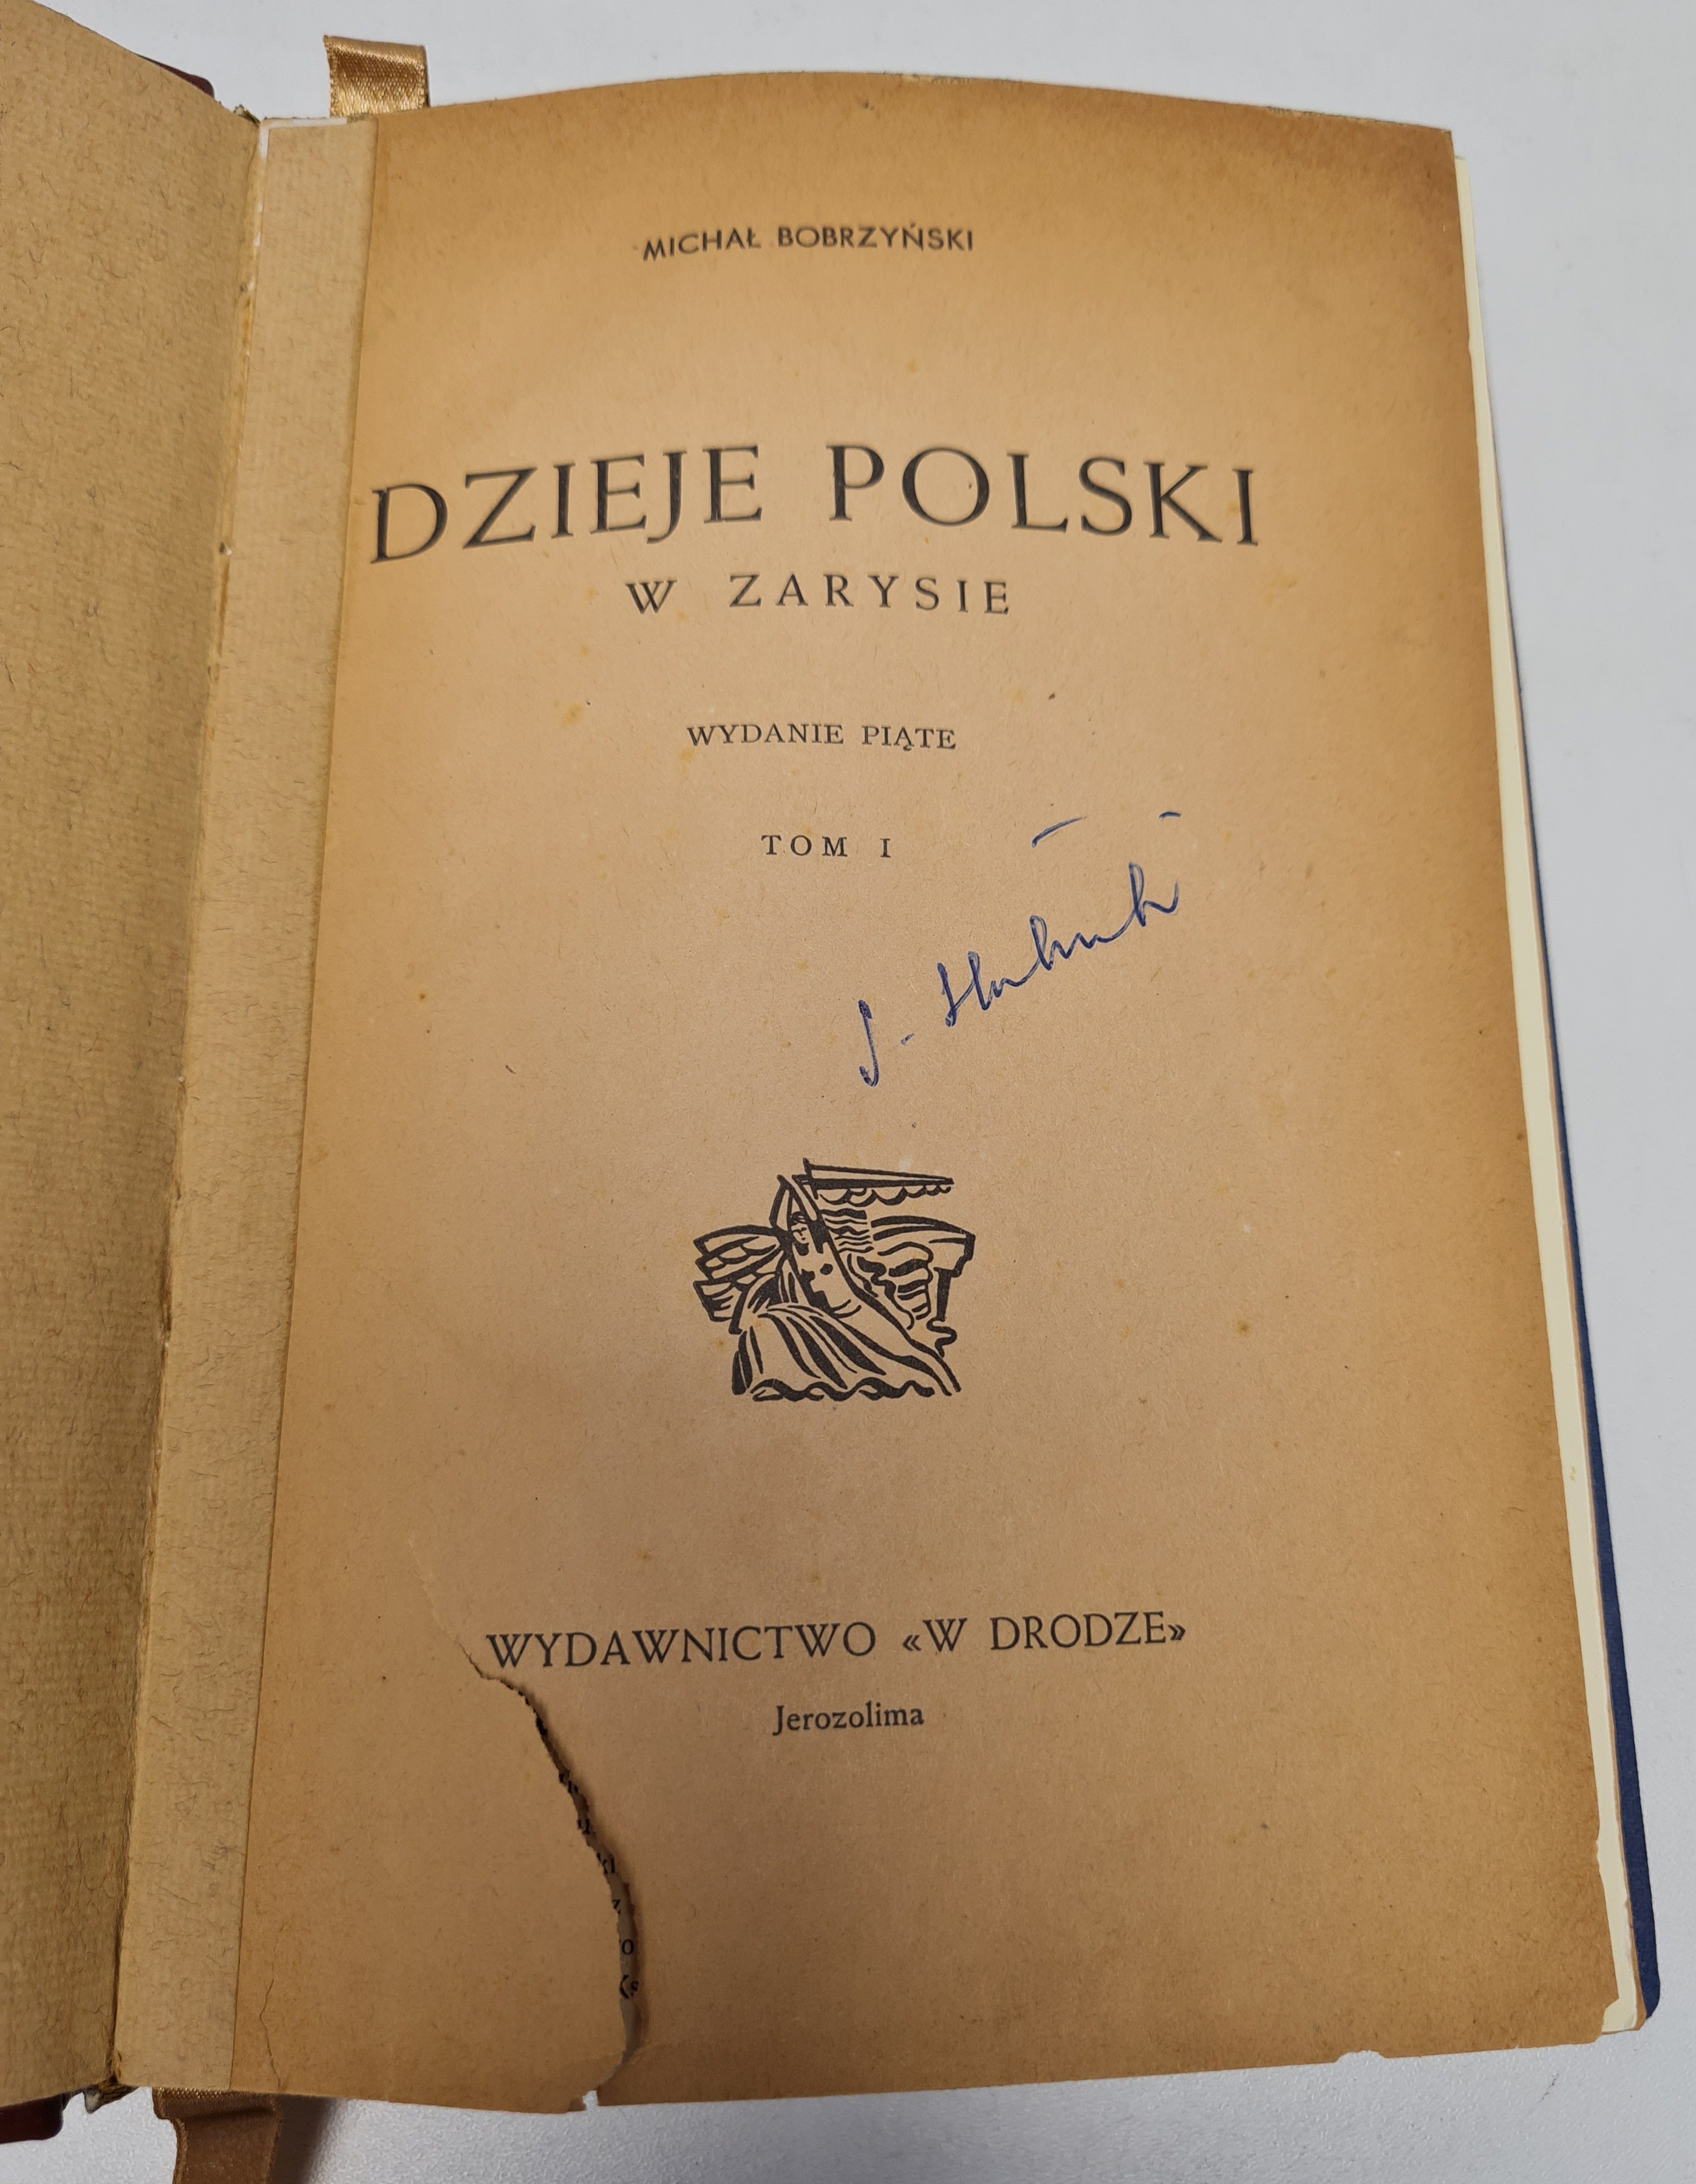 MICHAŁ BOBRZYŃSKI
DZIEJE POLSKI
W ZARYSIE
WYDANIE PIĄTE
TOM I
WYDAWNICTWO «W DRODZE»
Jerozolima